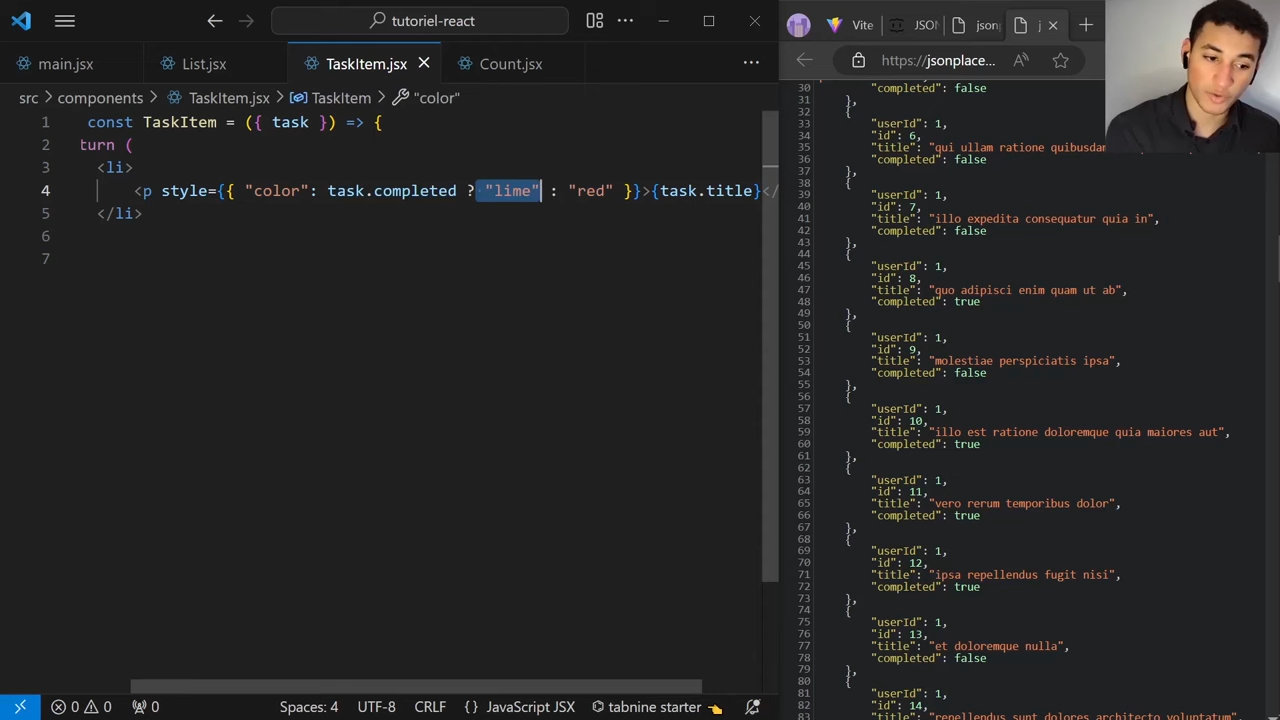 tutoriel-react
main.jsx
List.jsx
TaskItem.jsx
Count.jsx
src
components
TaskItem.jsx
TaskItem
"color"
1 const TaskItem = ({ task }) => {
2 turn (
3 <li>
4 <p style={{ "color": task.completed ? "lime" : "red" }}>{task.title}</
5 </li>
6
7
0 0 0
Spaces: 4
UTF-8
CRLF
{} JavaScript JSX
tabnine starter
Vite
JSON
jsonp
j
https://jsonplace...
30 "completed": false
31 },
32 {
33 "userId": 1,
34 "id": 6,
35 "title": "qui ullam ratione quibusdam
36 "completed": false
37 },
38 {
39 "userId": 1,
40 "id": 7,
41 "title": "illo expedita consequatur quia in",
42 "completed": false
43 },
44 {
45 "userId": 1,
46 "id": 8,
47 "title": "quo adipisci enim quam ut ab",
48 "completed": true
49 },
50 {
51 "userId": 1,
52 "id": 9,
53 "title": "molestiae perspiciatis ipsa",
54 "completed": false
55 },
56 {
57 "userId": 1,
58 "id": 10,
59 "title": "illo est ratione doloremque quia maiores aut",
60 "completed": true
61 },
62 {
63 "userId": 1,
64 "id": 11,
65 "title": "vero rerum temporibus dolor",
66 "completed": true
67 },
68 {
69 "userId": 1,
70 "id": 12,
71 "title": "ipsa repellendus fugit nisi",
72 "completed": true
73 },
74 {
75 "userId": 1,
76 "id": 13,
77 "title": "et doloremque nulla",
78 "completed": false
79 },
80 {
81 "userId": 1,
82 "id": 14,
83 "title": "repellendus sunt dolores architecto voluptatum",